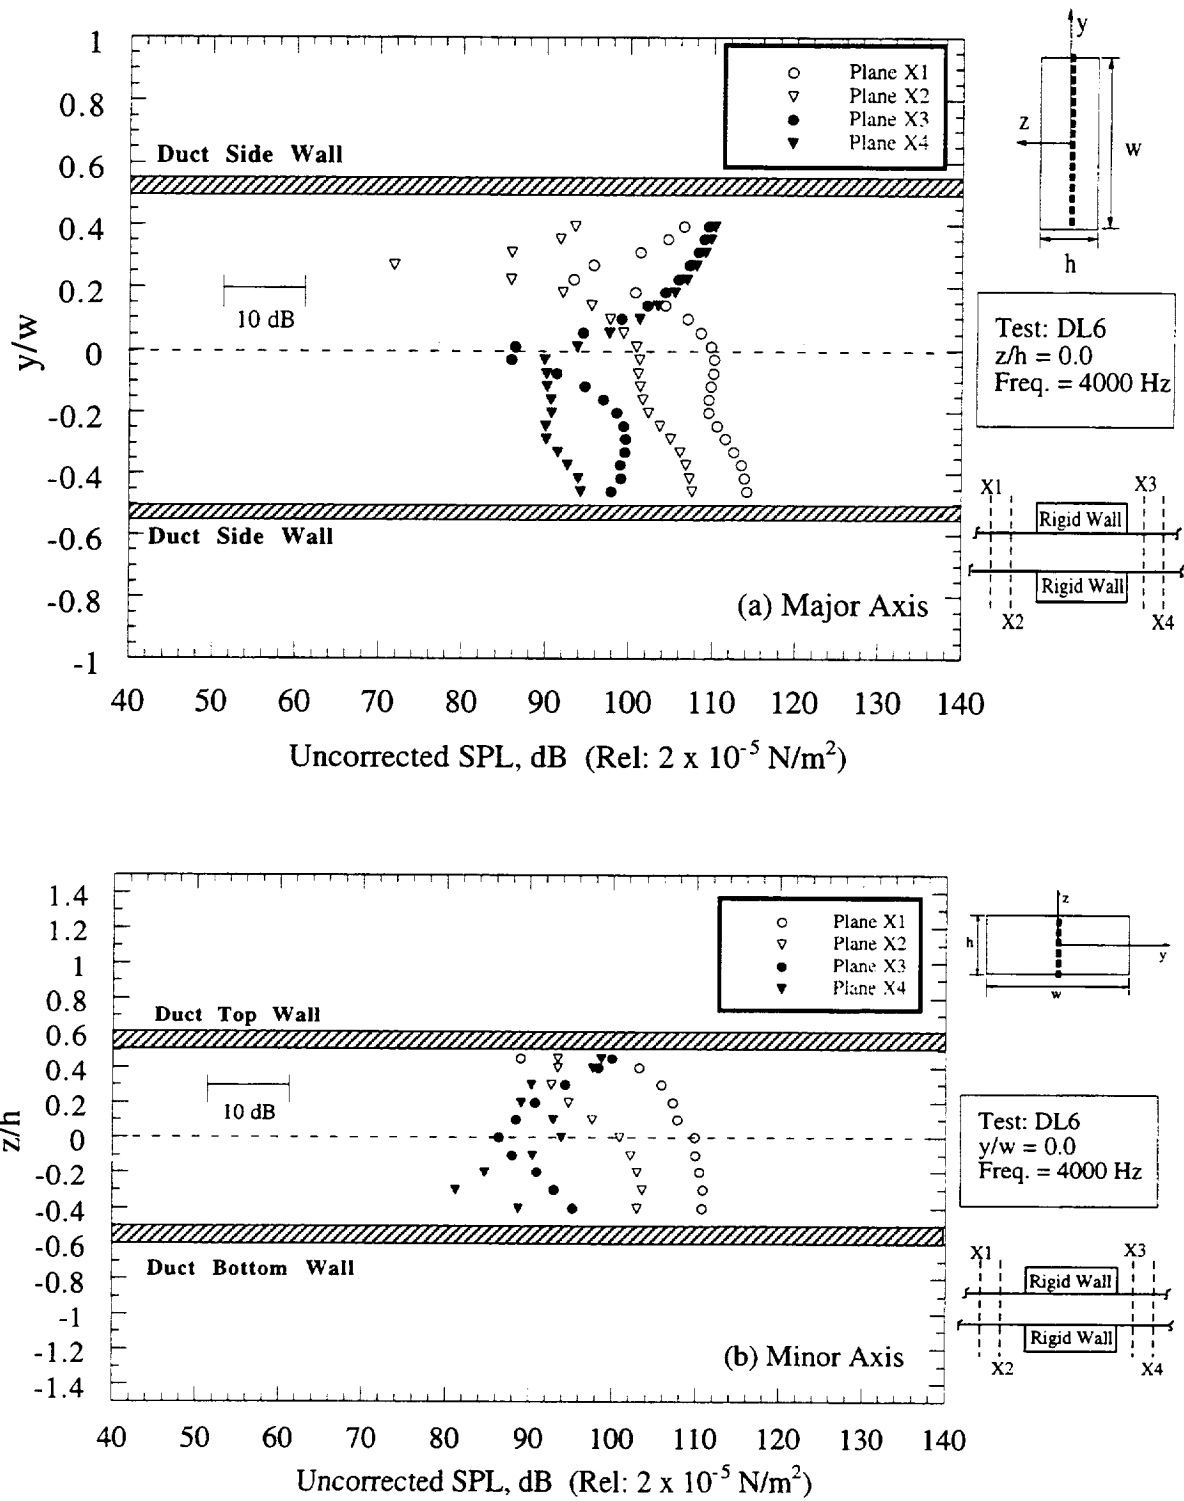 1
0.8
0.6
0.4
0.2
0
-0.2
-0.4
-0.6
-0.8
-1
y/w
Plane X1
Plane X2
Plane X3
Plane X4
Duct Side Wall
10 dB
Duct Side Wall
(a) Major Axis
40 50 60 70 80 90 100 110 120 130 140
Uncorrected SPL, dB (Rel: 2 x 10⁻⁵ N/m²)
y
z
w
h
Test: DL6
z/h = 0.0
Freq. = 4000 Hz
X1 X3
Rigid Wall
Rigid Wall
X2 X4
1.4
1.2
1
0.8
0.6
0.4
0.2
0
-0.2
-0.4
-0.6
-0.8
-1
-1.2
-1.4
z/h
Plane X1
Plane X2
Plane X3
Plane X4
Duct Top Wall
10 dB
Duct Bottom Wall
(b) Minor Axis
40 50 60 70 80 90 100 110 120 130 140
Uncorrected SPL, dB (Rel: 2 x 10⁻⁵ N/m²)
z
h
y
w
Test: DL6
y/w = 0.0
Freq. = 4000 Hz
X1 X3
Rigid Wall
Rigid Wall
X2 X4